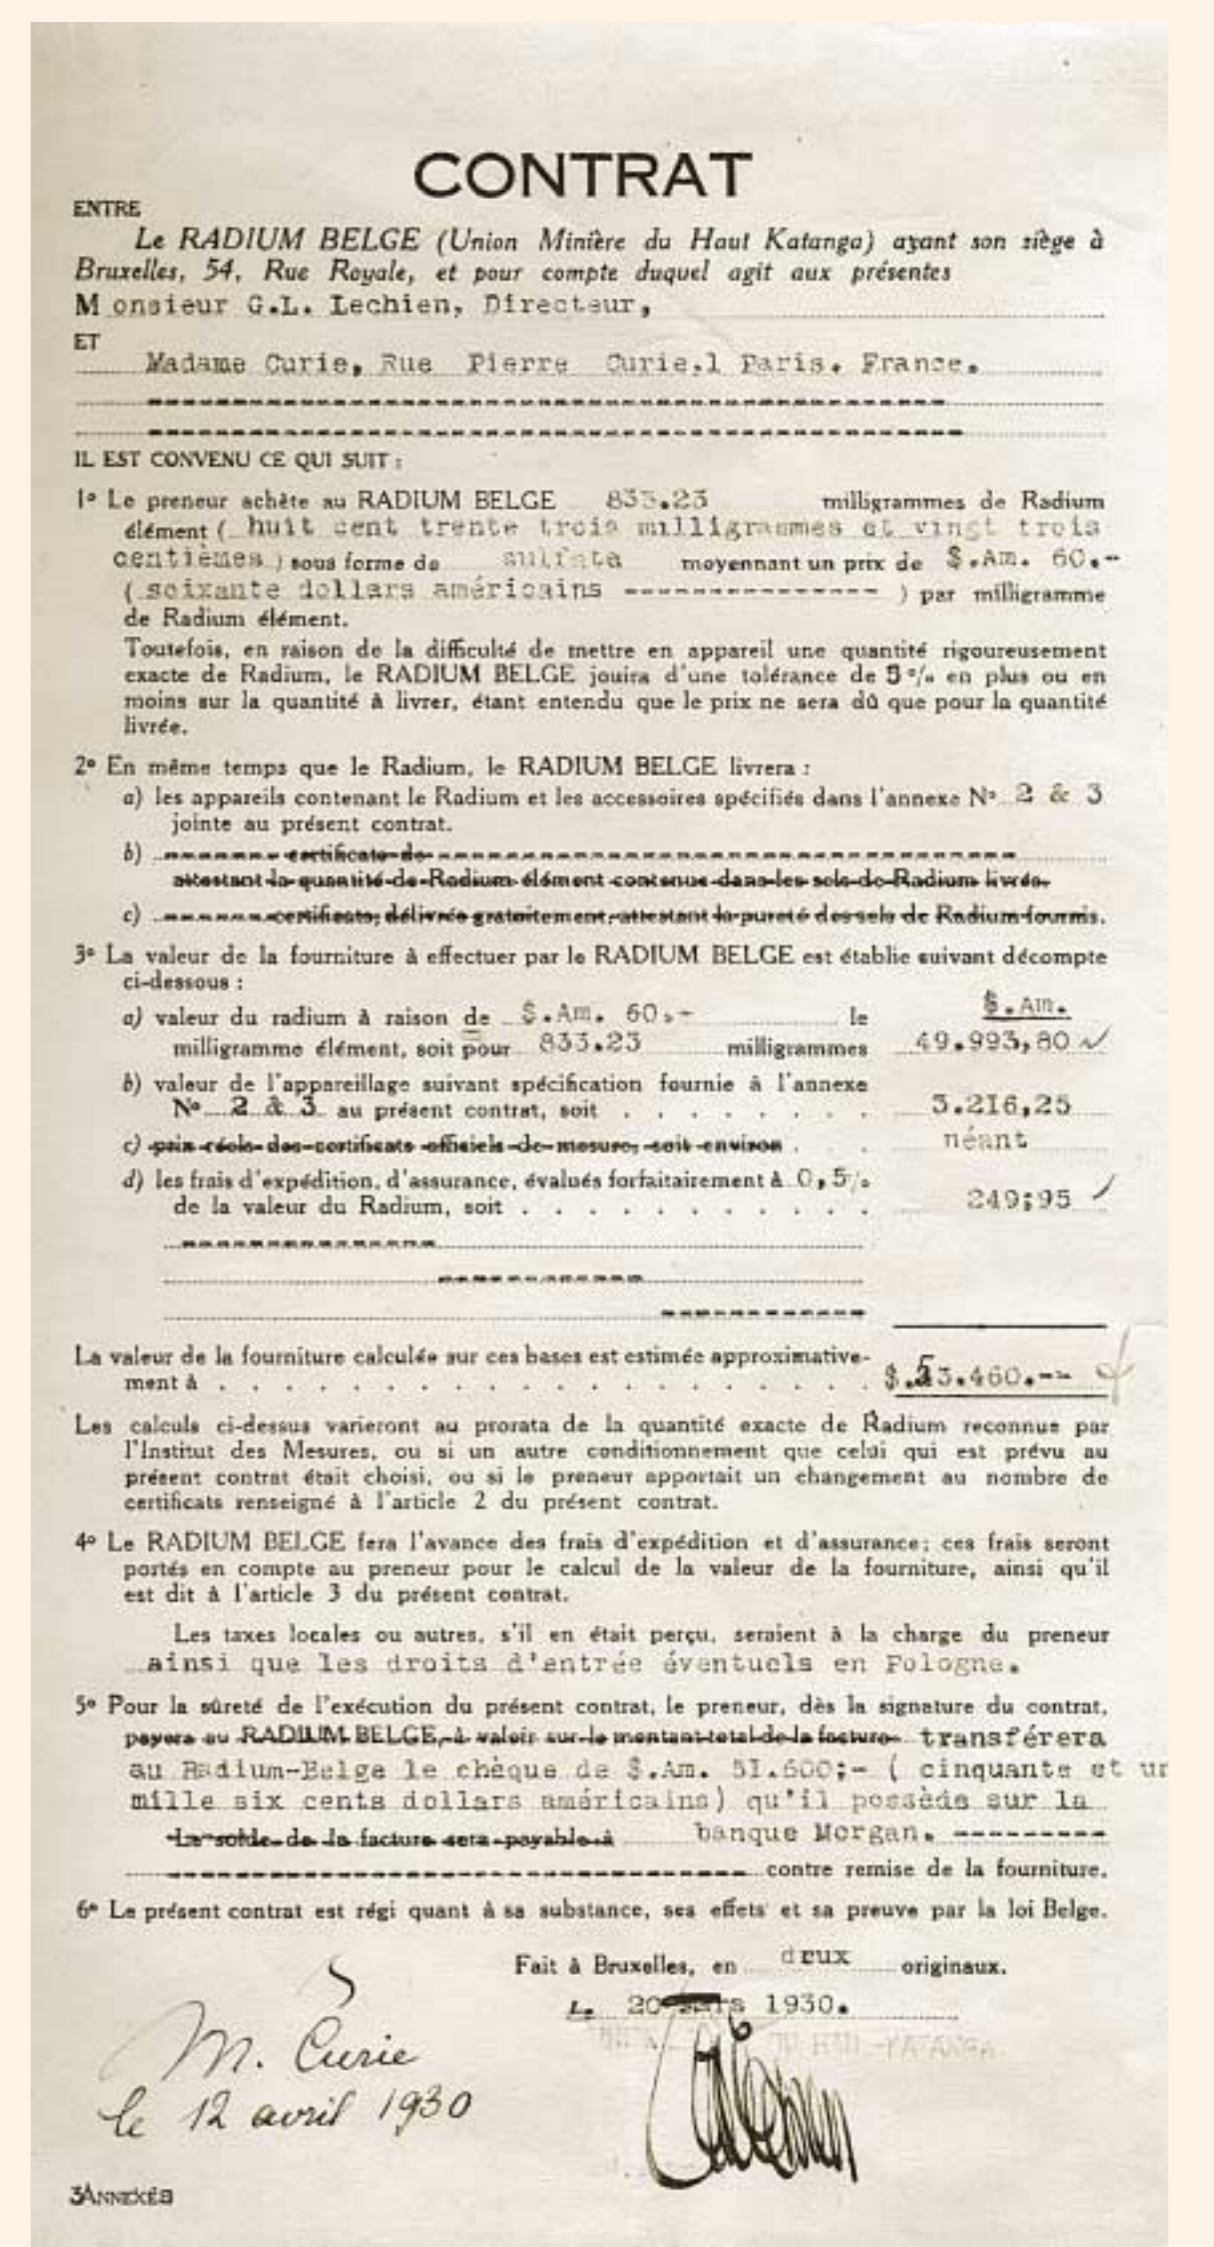 CONTRAT
ENTRE
Le RADIUM BELGE (Union Minière du Haut Katanga) ayant son siège à
Bruxelles, 54, Rue Royale, et pour compte duquel agit aux présentes
Monsieur G.L. Lechien, Directeur,
ET
Madame Curie, Rue Pierre Curie.1 Paris. France.
IL EST CONVENU CE QUI SUIT :
1º Le preneur achète au RADIUM BELGE 833.23 milligrammes de Radium
élément ( huit cent trente trois milligrammes et vingt trois
centièmes ) sous forme de sulfate moyennant un prix de $.Am. 60.--
( soixante dollars américains --------------- ) par milligramme
de Radium élément.
Toutefois, en raison de la difficulté de mettre en appareil une quantité rigoureusement
exacte de Radium, le RADIUM BELGE jouira d'une tolérance de 5 % en plus ou en
moins sur la quantité à livrer, étant entendu que le prix ne sera dû que pour la quantité
livrée.
2º En même temps que le Radium, le RADIUM BELGE livrera :
a) les appareils contenant le Radium et les accessoires spécifiés dans l'annexe Nº 2 & 3
jointe au présent contrat.
b) certificats de
attestant la quantité de Radium élément contenue dans les sels de Radium livrés.
c) certificats, délivrés gratuitement, attestant la pureté des sels de Radium fournis.
3º La valeur de la fourniture à effectuer par le RADIUM BELGE est établie suivant décompte
ci-dessous :
$.Am.
a) valeur du radium à raison de $.Am. 60.-- le
milligramme élément, soit pour 833.23 milligrammes 49.993,80
b) valeur de l'appareillage suivant spécification fournie à l'annexe
Nº 2 & 3 au présent contrat, soit . . . . . . . 3.216,25
c) prix réels des certificats officiels de mesure, soit environ . . . néant
d) les frais d'expédition, d'assurance, évalués forfaitairement à 0,5%
de la valeur du Radium, soit . . . . . . . . . . . 249;95
La valeur de la fourniture calculée sur ces bases est estimée approximative-
ment à . . . . . . . . . . . . . . . . . . $.53.460.--
Les calculs ci-dessus varieront au prorata de la quantité exacte de Radium reconnue par
l'Institut des Mesures, ou si un autre conditionnement que celui qui est prévu au
présent contrat était choisi, ou si le preneur apportait un changement au nombre de
certificats renseigné à l'article 2 du présent contrat.
4º Le RADIUM BELGE fera l'avance des frais d'expédition et d'assurance; ces frais seront
portés en compte au preneur pour le calcul de la valeur de la fourniture, ainsi qu'il
est dit à l'article 3 du présent contrat.
Les taxes locales ou autres, s'il en était perçu, seraient à la charge du preneur
ainsi que les droits d'entrée éventuels en Pologne.
5º Pour la sûreté de l'exécution du présent contrat, le preneur, dès la signature du contrat,
payera au RADIUM BELGE, à valoir sur le montant total de la facture transférera
au Radium-Belge le chèque de $.Am. 51.600;- ( cinquante et un
mille six cents dollars américains) qu'il possède sur la
Le solde de la facture sera payable à banque Morgan. ---------
contre remise de la fourniture.
6º Le présent contrat est régi quant à sa substance, ses effets et sa preuve par la loi Belge.
Fait à Bruxelles, en deux originaux.
L. 20 mars 1930.
HAUT-KATANGA
M. Curie
le 12 avril 1930
3 ANNEXES